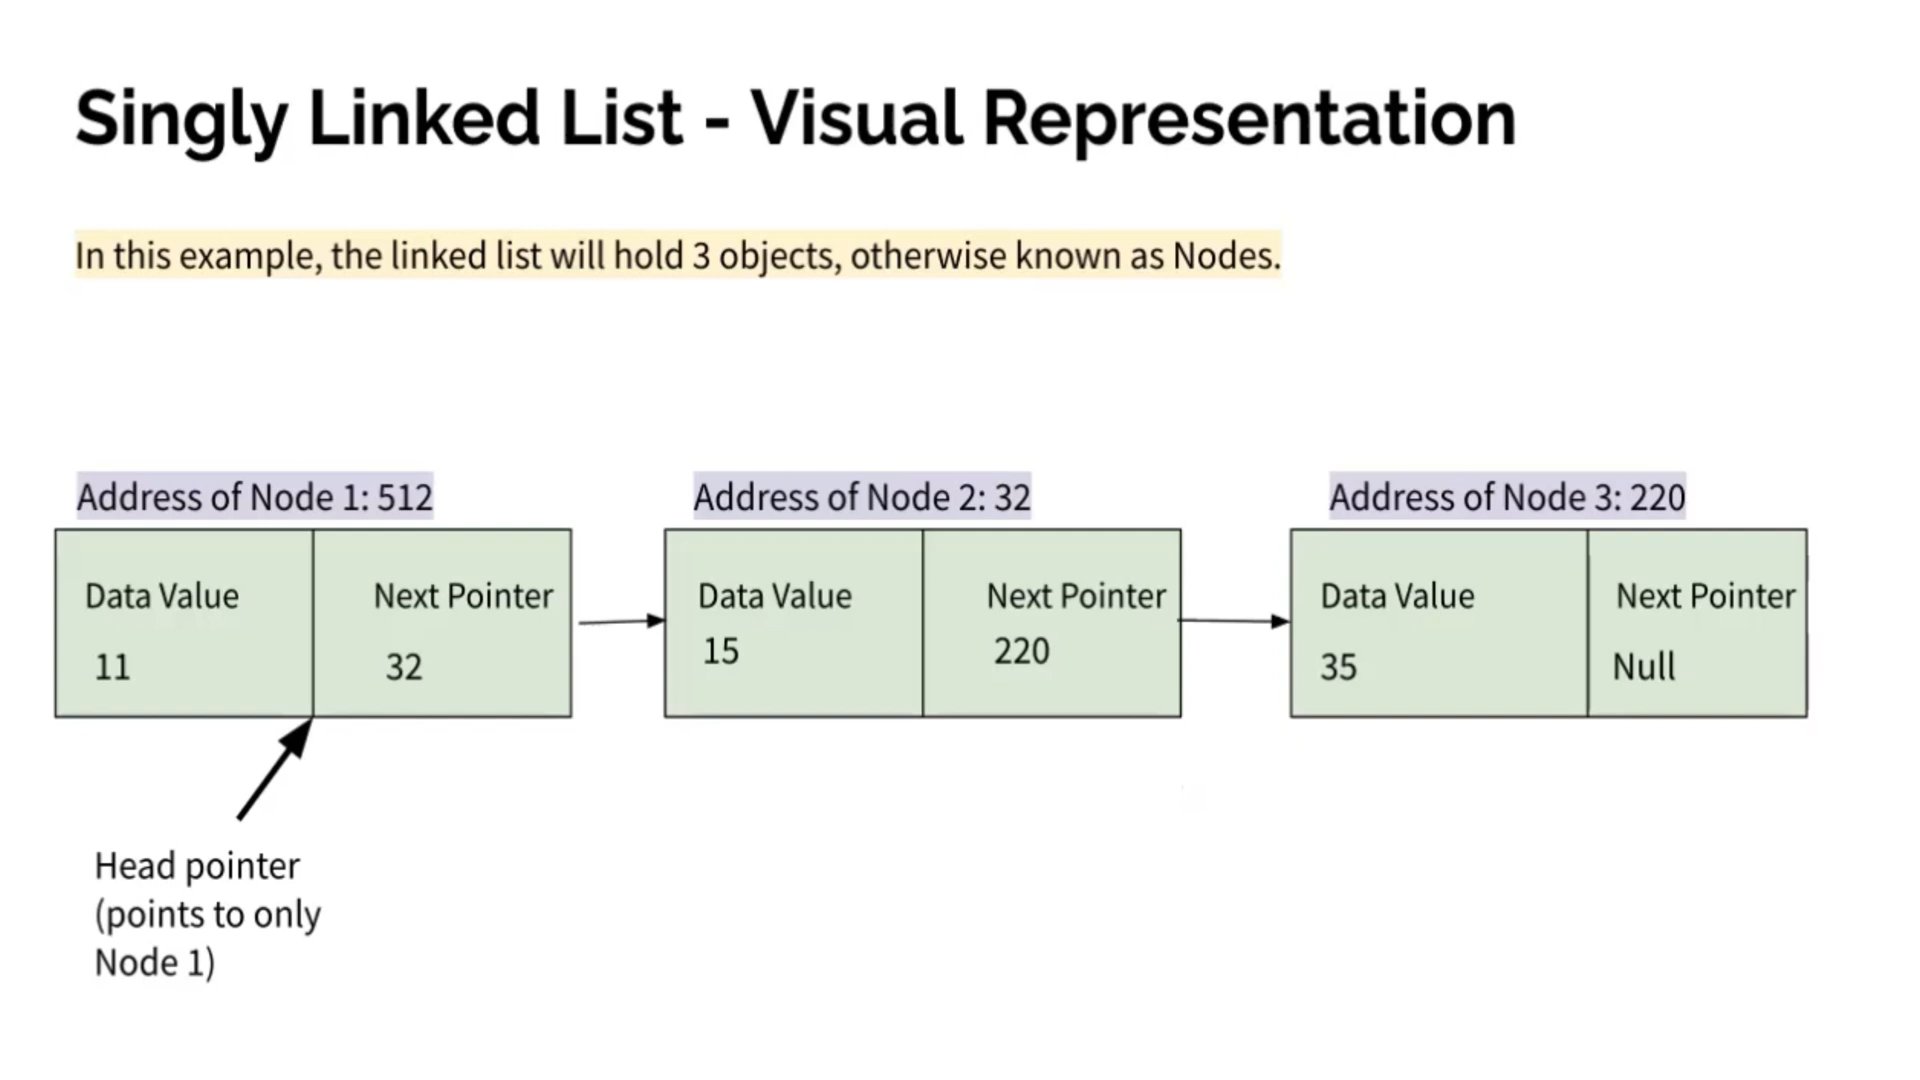 Singly Linked List - Visual Representation
In this example, the linked list will hold 3 objects, otherwise known as Nodes.
Address of Node 1: 512
Data Value
Next Pointer
11
32
Address of Node 2: 32
Data Value
Next Pointer
15
220
Address of Node 3: 220
Data Value
Next Pointer
35
Null
Head pointer
(points to only
Node 1)